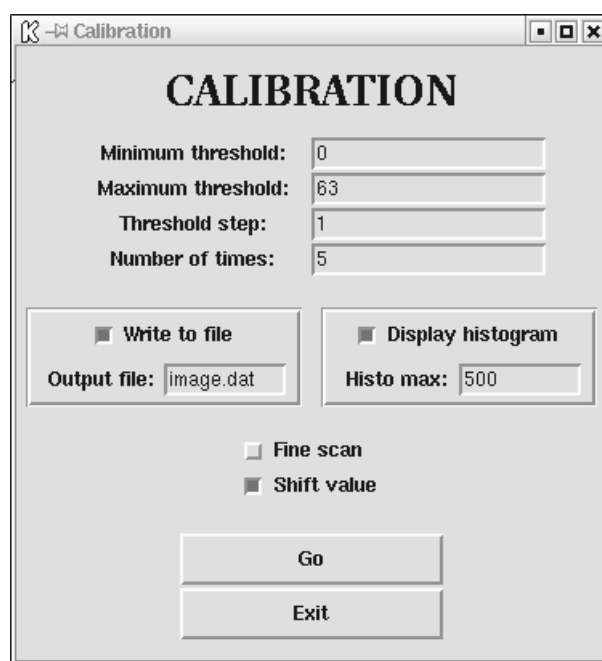 Calibration
CALIBRATION
Minimum threshold: 0
Maximum threshold: 63
Threshold step: 1
Number of times: 5
Write to file
Output file: image.dat
Display histogram
Histo max: 500
Fine scan
Shift value
Go
Exit